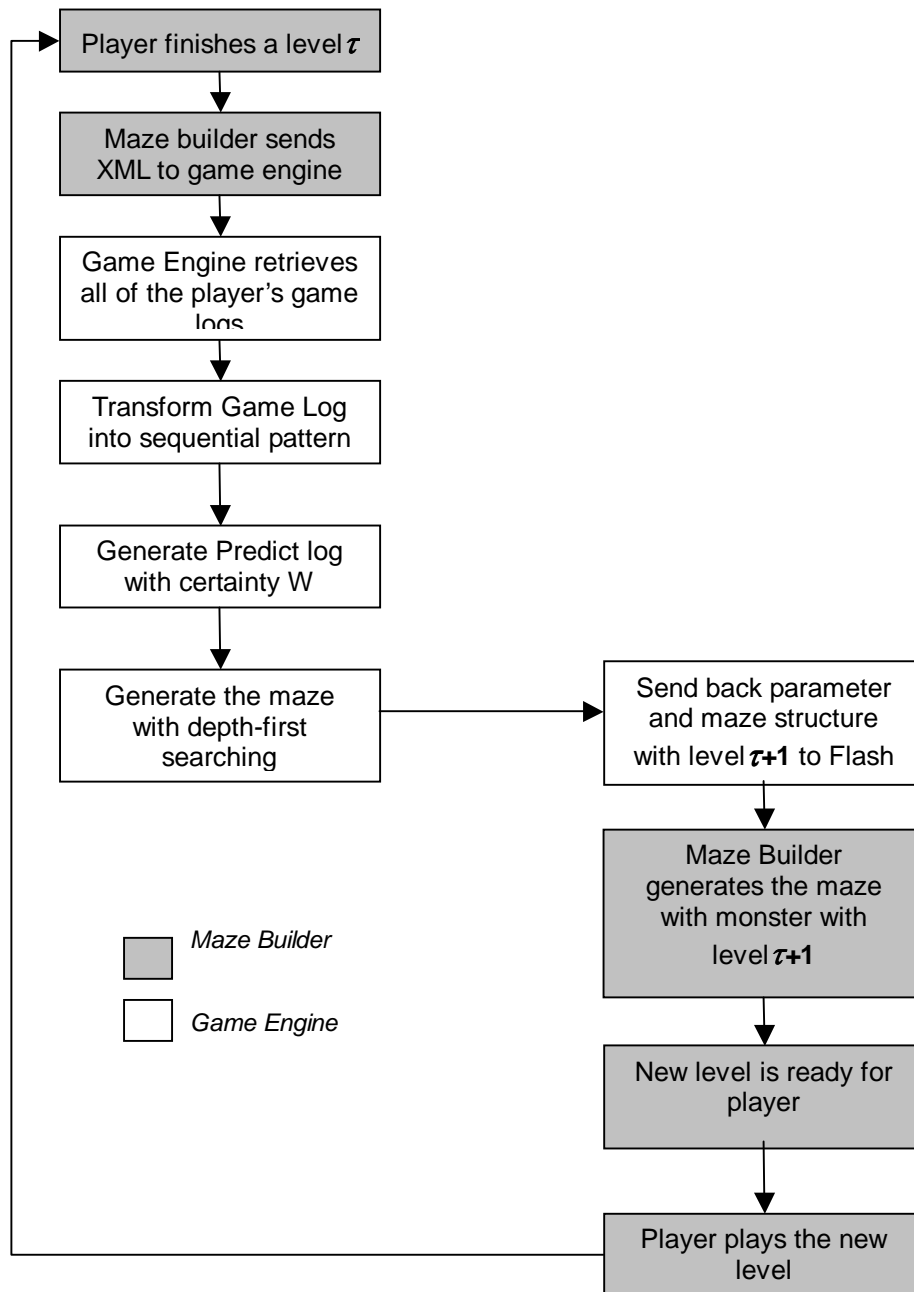 Player finishes a level τ
Maze builder sends
XML to game engine
Game Engine retrieves
all of the player's game
logs
Transform Game Log
into sequential pattern
Generate Predict log
with certainty W
Generate the maze
with depth-first
searching
Send back parameter
and maze structure
with level τ+1 to Flash
Maze Builder
generates the maze
with monster with
level τ+1
New level is ready for
player
Player plays the new
level
Maze Builder
Game Engine